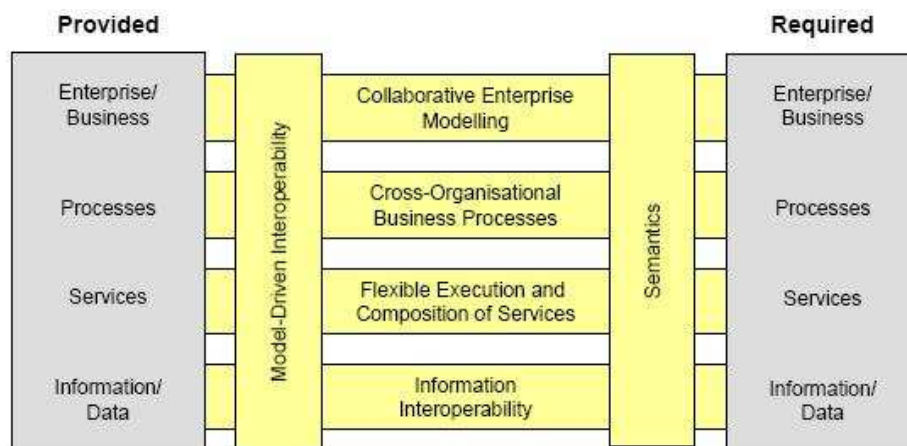 Provided
Required
Enterprise/
Business
Processes
Services
Information/
Data
Model-Driven Interoperability
Collaborative Enterprise
Modelling
Cross-Organisational
Business Processes
Flexible Execution and
Composition of Services
Information
Interoperability
Semantics
Enterprise/
Business
Processes
Services
Information/
Data